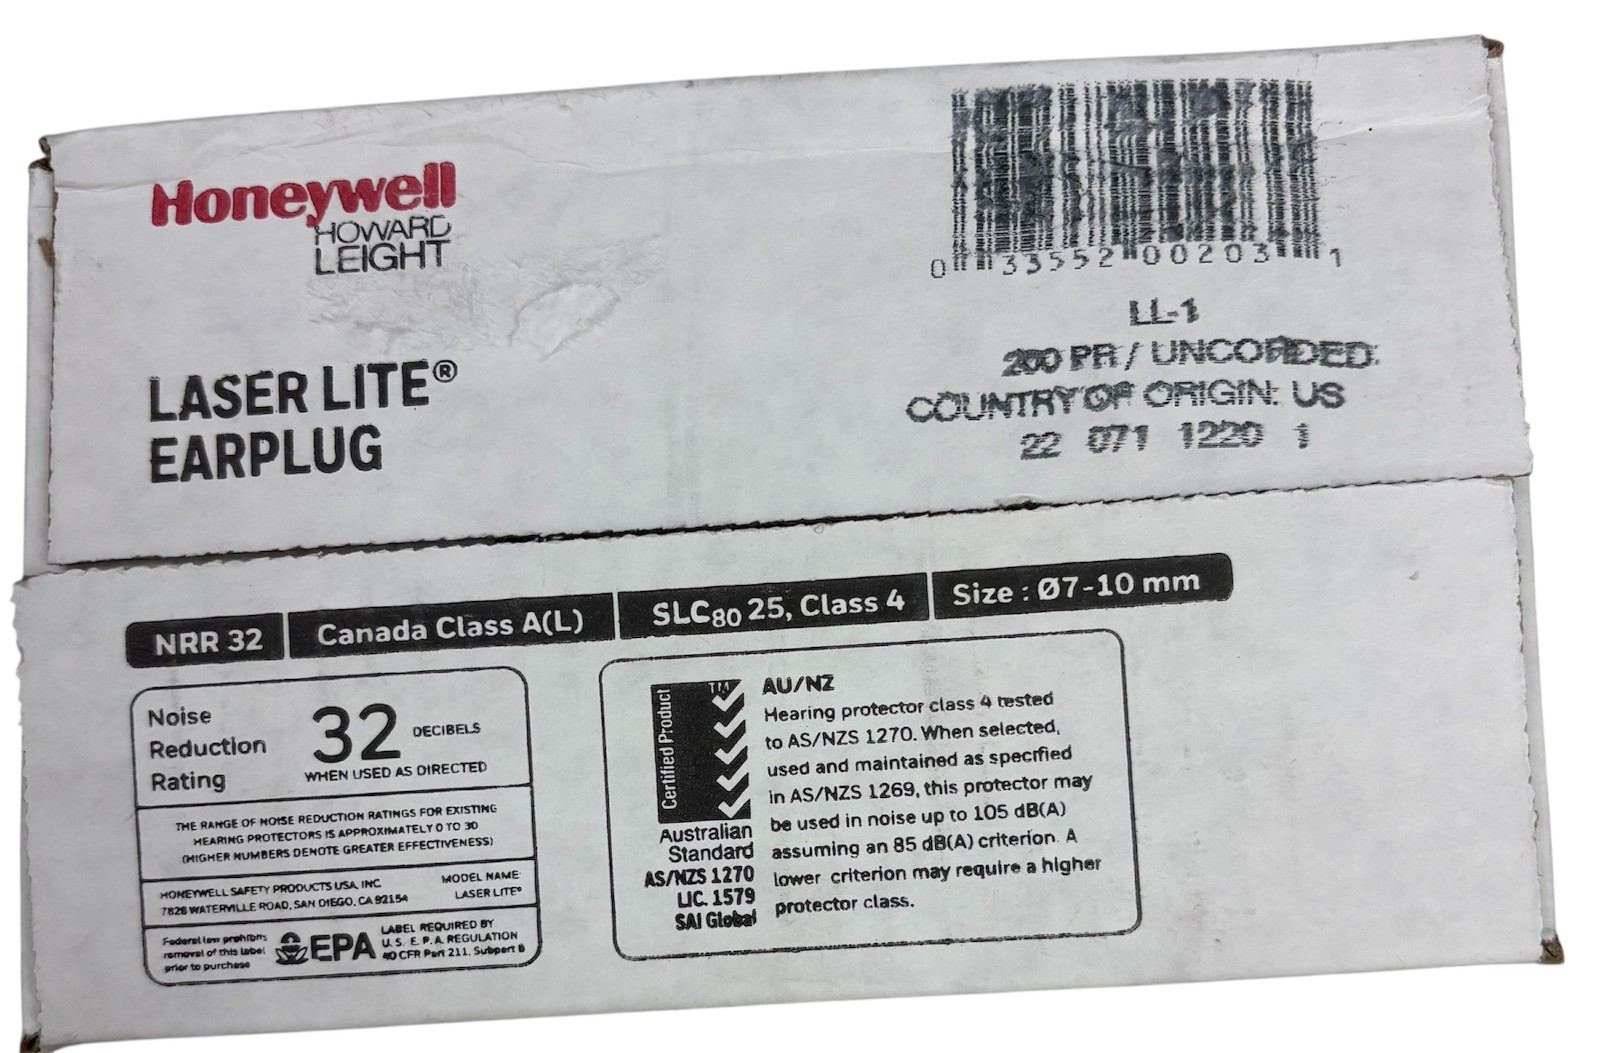 Honeywell
HOWARD
LEIGHT
LASER LITE®
EARPLUG
0 33552 00203 1
LL-1
200 PR / UNCORDED
COUNTRY OF ORIGIN: US
22 071 1220 1
NRR 32
Canada Class A(L)
SLC80 25, Class 4
Size : Ø7-10 mm
Noise
Reduction
Rating
32 DECIBELS
WHEN USED AS DIRECTED
THE RANGE OF NOISE REDUCTION RATINGS FOR EXISTING
HEARING PROTECTORS IS APPROXIMATELY 0 TO 30
(HIGHER NUMBERS DENOTE GREATER EFFECTIVENESS)
HONEYWELL SAFETY PRODUCTS USA, INC
7828 WATERVILLE ROAD, SAN DIEGO, CA 92154
MODEL NAME:
LASER LITE®
Federal law prohibits
removal of this label
prior to purchase
EPA
LABEL REQUIRED BY
U. S. E. P. A. REGULATION
40 CFR Part 211, Subpart B
Certified Product
TM
Australian
Standard
AS/NZS 1270
LIC. 1579
SAI Global
AU/NZ
Hearing protector class 4 tested
to AS/NZS 1270. When selected,
used and maintained as specified
in AS/NZS 1269, this protector may
be used in noise up to 105 dB(A)
assuming an 85 dB(A) criterion. A
lower criterion may require a higher
protector class.